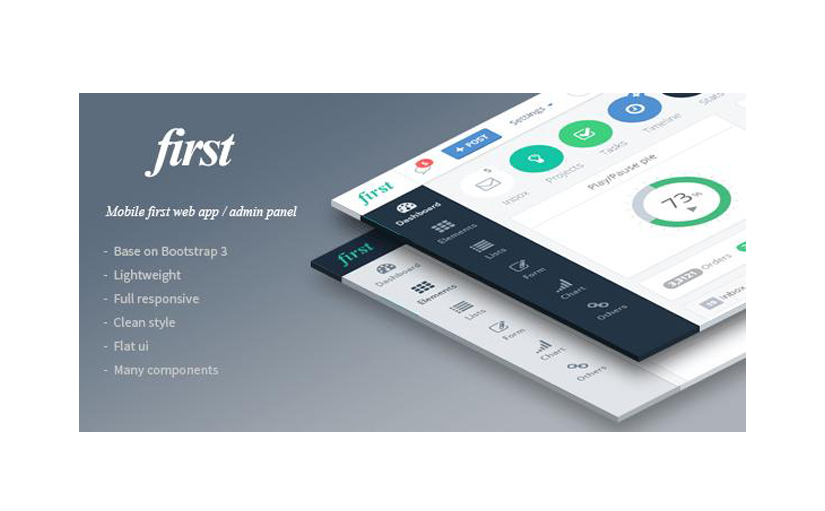 first
Mobile first web app / admin panel
- Base on Bootstrap 3
- Lightweight
- Full responsive
- Clean style
- Flat ui
- Many components
first
+ POST
Settings
Inbox
Projects
Tasks
Timeline
Stats
Play/Pause pie
73 %
Orders
Inbox
Dashboard
Elements
Lists
Form
Chart
Others
first
Dashboard
Elements
Lists
Form
Chart
Others